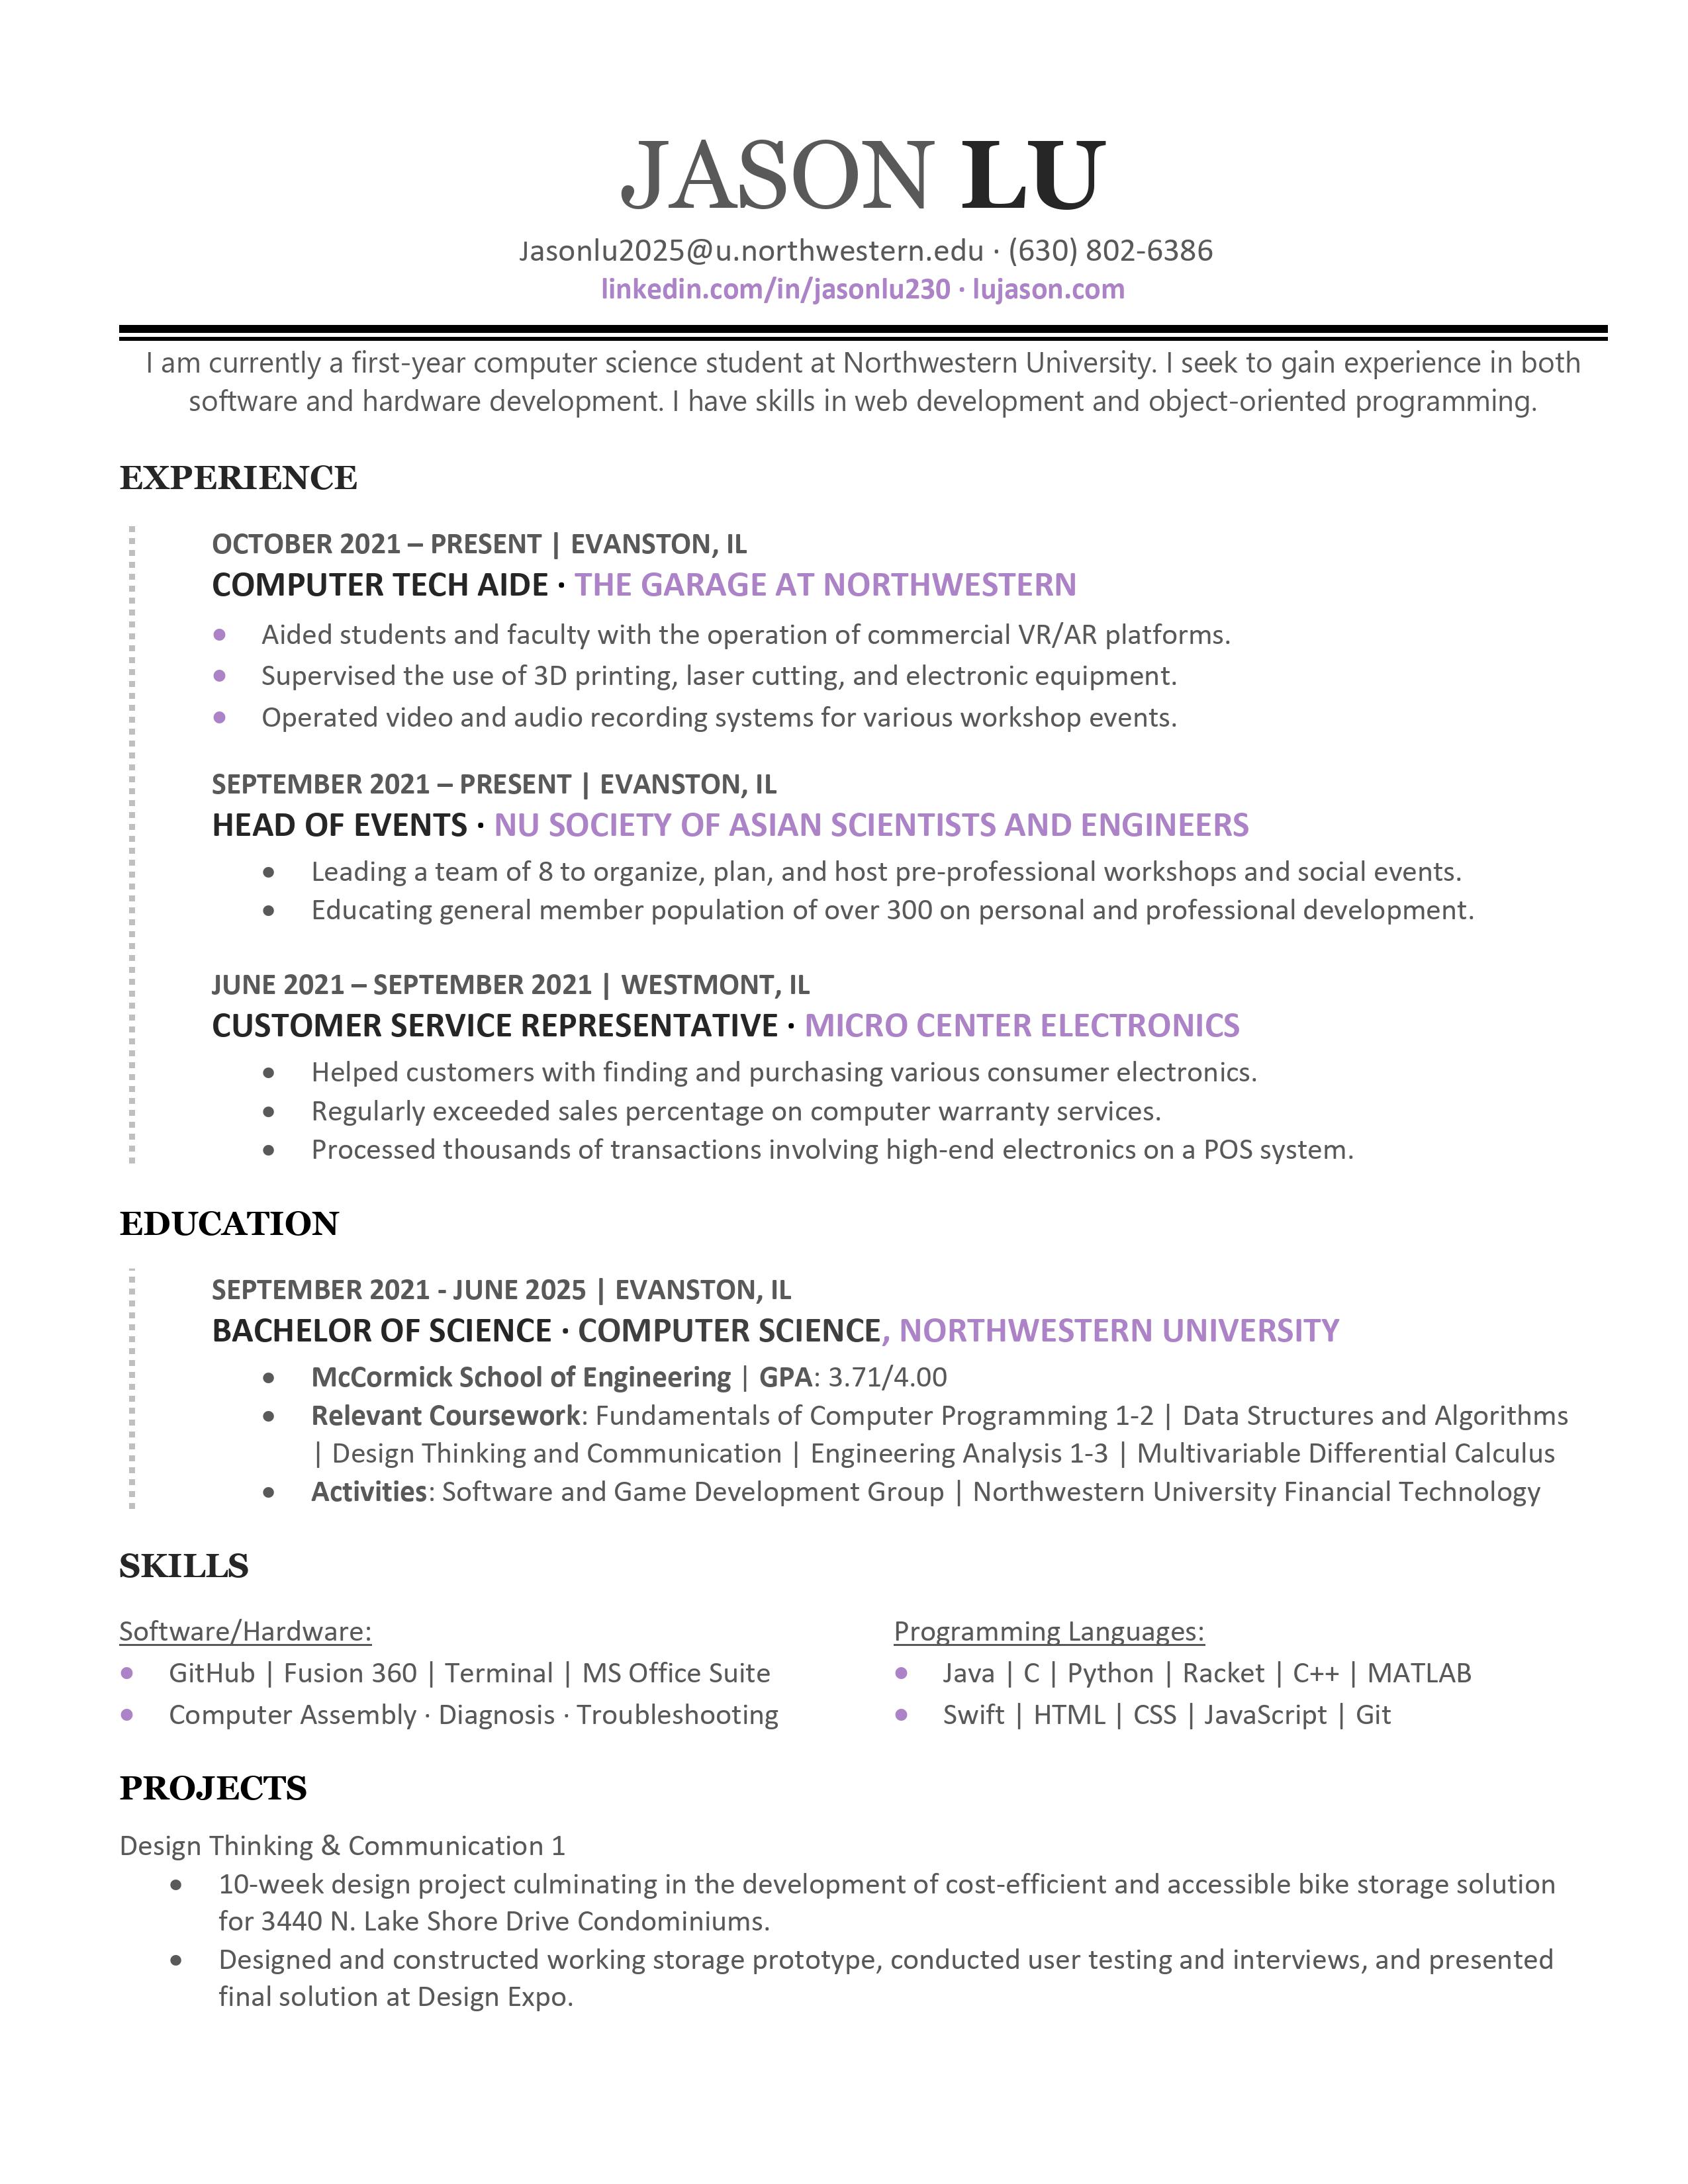 JASON LU
Jasonlu2025@u.northwestern.edu · (630) 802-6386
linkedin.com/in/jasonlu230 · lujason.com
I am currently a first-year computer science student at Northwestern University. I seek to gain experience in both
software and hardware development. I have skills in web development and object-oriented programming.
EXPERIENCE
OCTOBER 2021 – PRESENT | EVANSTON, IL
COMPUTER TECH AIDE · THE GARAGE AT NORTHWESTERN
• Aided students and faculty with the operation of commercial VR/AR platforms.
• Supervised the use of 3D printing, laser cutting, and electronic equipment.
• Operated video and audio recording systems for various workshop events.
SEPTEMBER 2021 – PRESENT | EVANSTON, IL
HEAD OF EVENTS · NU SOCIETY OF ASIAN SCIENTISTS AND ENGINEERS
• Leading a team of 8 to organize, plan, and host pre-professional workshops and social events.
• Educating general member population of over 300 on personal and professional development.
JUNE 2021 – SEPTEMBER 2021 | WESTMONT, IL
CUSTOMER SERVICE REPRESENTATIVE · MICRO CENTER ELECTRONICS
• Helped customers with finding and purchasing various consumer electronics.
• Regularly exceeded sales percentage on computer warranty services.
• Processed thousands of transactions involving high-end electronics on a POS system.
EDUCATION
SEPTEMBER 2021 - JUNE 2025 | EVANSTON, IL
BACHELOR OF SCIENCE · COMPUTER SCIENCE, NORTHWESTERN UNIVERSITY
• McCormick School of Engineering | GPA: 3.71/4.00
• Relevant Coursework: Fundamentals of Computer Programming 1-2 | Data Structures and Algorithms
| Design Thinking and Communication | Engineering Analysis 1-3 | Multivariable Differential Calculus
• Activities: Software and Game Development Group | Northwestern University Financial Technology
SKILLS
Software/Hardware:
• GitHub | Fusion 360 | Terminal | MS Office Suite
• Computer Assembly · Diagnosis · Troubleshooting
Programming Languages:
• Java | C | Python | Racket | C++ | MATLAB
• Swift | HTML | CSS | JavaScript | Git
PROJECTS
Design Thinking & Communication 1
• 10-week design project culminating in the development of cost-efficient and accessible bike storage solution
for 3440 N. Lake Shore Drive Condominiums.
• Designed and constructed working storage prototype, conducted user testing and interviews, and presented
final solution at Design Expo.